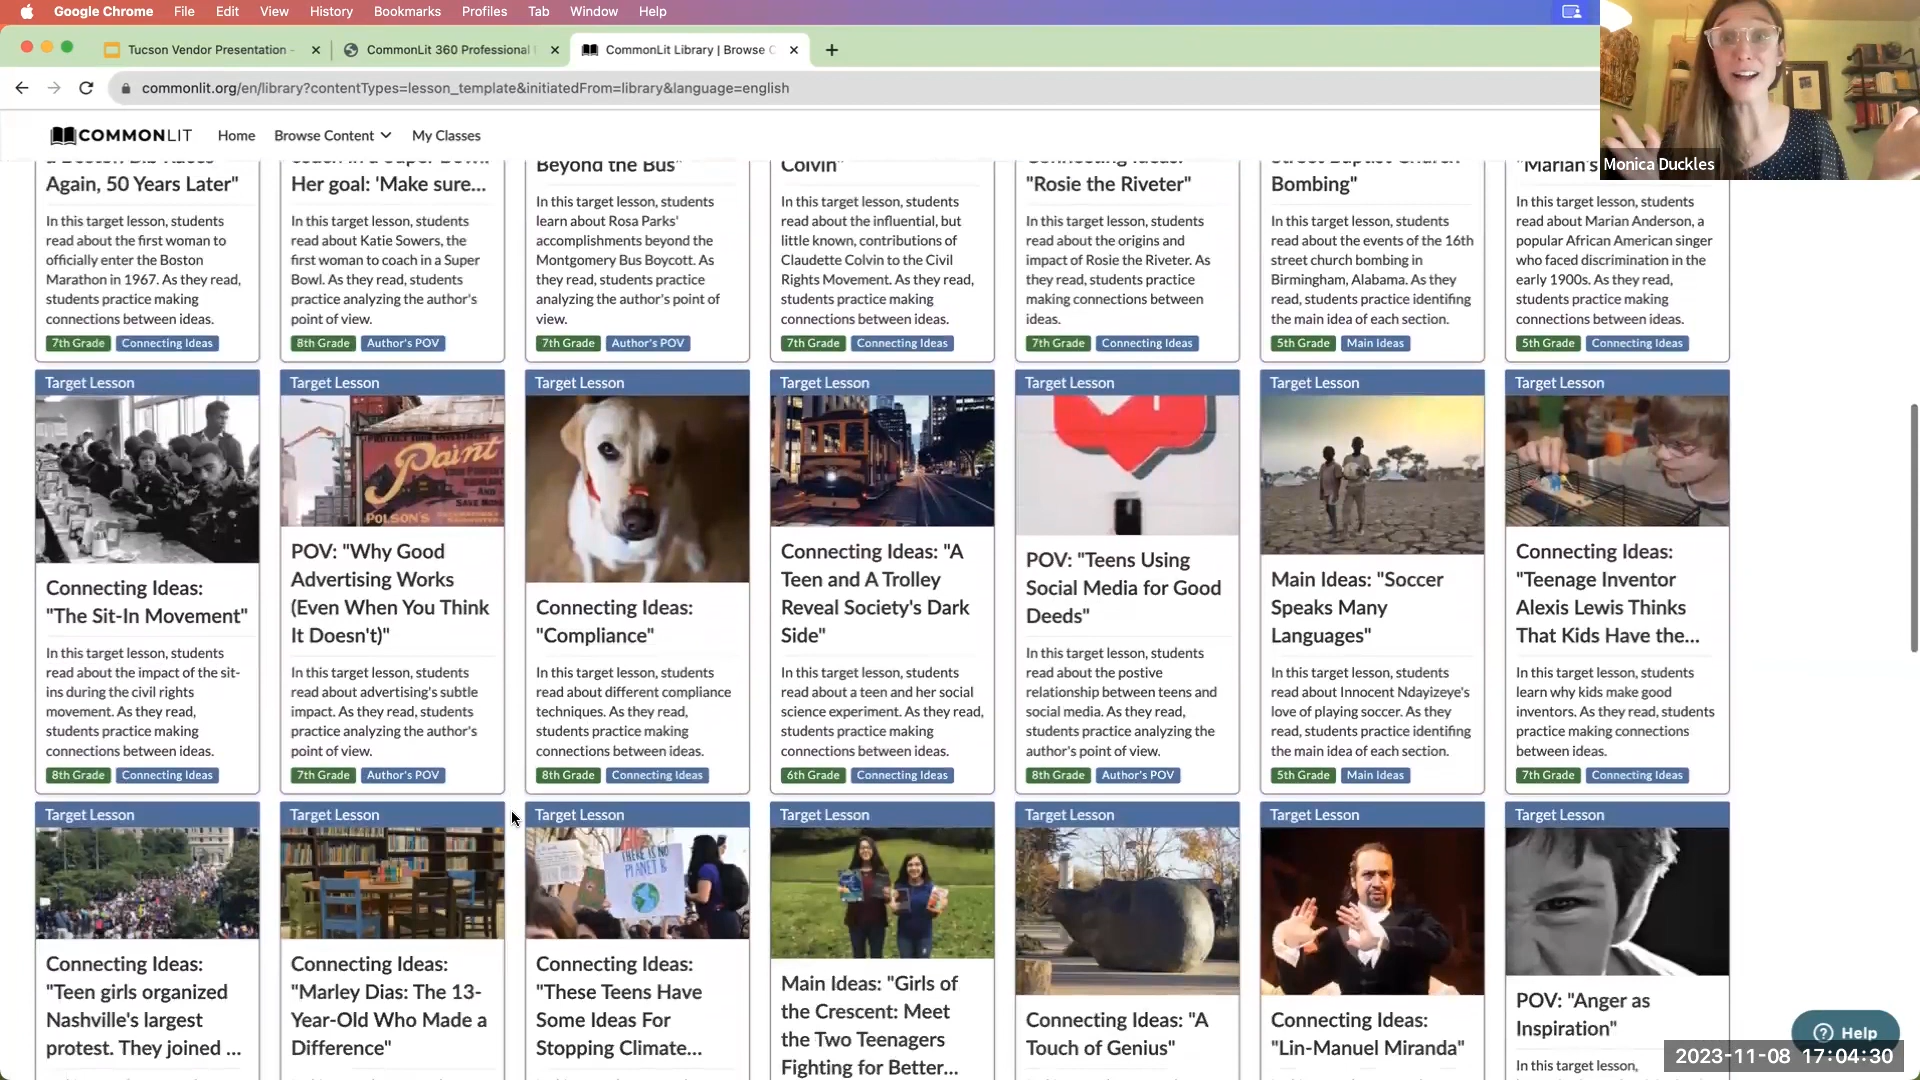 Google Chrome File Edit View History Bookmarks Profiles Tab Window Help
Tucson Vendor Presentation - CommonLit 360 Professional CommonLit Library | Browse C
commonlit.org/en/library?contentTypes=lesson_template&initiatedFrom=library&language=english
COMMONLIT Home Browse Content My Classes
Monica Duckles
Again, 50 Years Later"
In this target lesson, students
read about the first woman to
officially enter the Boston
Marathon in 1967. As they read,
students practice making
connections between ideas.
7th Grade Connecting Ideas
Her goal: 'Make sure...
In this target lesson, students
read about Katie Sowers, the
first woman to coach in a Super
Bowl. As they read, students
practice analyzing the author's
point of view.
8th Grade Author's POV
Beyond the Bus"
In this target lesson, students
learn about Rosa Parks'
accomplishments beyond the
Montgomery Bus Boycott. As
they read, students practice
analyzing the author's point of
view.
7th Grade Author's POV
Colvin"
In this target lesson, students
read about the influential, but
little known, contributions of
Claudette Colvin to the Civil
Rights Movement. As they read,
students practice making
connections between ideas.
7th Grade Connecting Ideas
Connecting Ideas:
"Rosie the Riveter"
In this target lesson, students
read about the origins and
impact of Rosie the Riveter. As
they read, students practice
making connections between
ideas.
7th Grade Connecting Ideas
Street Baptist Church
Bombing"
In this target lesson, students
read about the events of the 16th
street church bombing in
Birmingham, Alabama. As they
read, students practice identifing
the main idea of each section.
5th Grade Main Ideas
"Marian's
In this target lesson, students
read about Marian Anderson, a
popular African American singer
who faced discrimination in the
early 1900s. As they read,
students practice making
connections between ideas.
5th Grade Connecting Ideas
Target Lesson
Connecting Ideas:
"The Sit-In Movement"
In this target lesson, students
read about the impact of the sit-
ins during the civil rights
movement. As they read,
students practice making
connections between ideas.
8th Grade Connecting Ideas
Target Lesson
Paint
POLSON'S
POV: "Why Good
Advertising Works
(Even When You Think
It Doesn't)"
In this target lesson, students
read about advertising's subtle
impact. As they read, students
practice analyzing the author's
point of view.
7th Grade Author's POV
Target Lesson
Connecting Ideas:
"Compliance"
In this target lesson, students
read about different compliance
techniques. As they read,
students practice making
connections between ideas.
8th Grade Connecting Ideas
Target Lesson
Connecting Ideas: "A
Teen and A Trolley
Reveal Society's Dark
Side"
In this target lesson, students
read about a teen and her social
science experiment. As they read,
students practice making
connections between ideas.
6th Grade Connecting Ideas
Target Lesson
POV: "Teens Using
Social Media for Good
Deeds"
In this target lesson, students
read about the postive
relationship between teens and
social media. As they read,
students practice analyzing the
author's point of view.
8th Grade Author's POV
Target Lesson
Main Ideas: "Soccer
Speaks Many
Languages"
In this target lesson, students
read about Innocent Ndayizeye's
love of playing soccer. As they
read, students practice identifing
the main idea of each section.
5th Grade Main Ideas
Target Lesson
Connecting Ideas:
"Teenage Inventor
Alexis Lewis Thinks
That Kids Have the...
In this target lesson, students
learn why kids make good
inventors. As they read, students
practice making connections
between ideas.
7th Grade Connecting Ideas
Target Lesson
Connecting Ideas:
"Teen girls organized
Nashville's largest
protest. They joined ...
Target Lesson
Connecting Ideas:
"Marley Dias: The 13-
Year-Old Who Made a
Difference"
Target Lesson
THERE IS NO
PLANET B
Connecting Ideas:
"These Teens Have
Some Ideas For
Stopping Climate...
Target Lesson
Main Ideas: "Girls of
the Crescent: Meet
the Two Teenagers
Fighting for Better...
Target Lesson
Connecting Ideas: "A
Touch of Genius"
Target Lesson
Connecting Ideas:
"Lin-Manuel Miranda"
Target Lesson
POV: "Anger as
Inspiration"
In this target lesson,
Help
2023-11-08 17:04:30